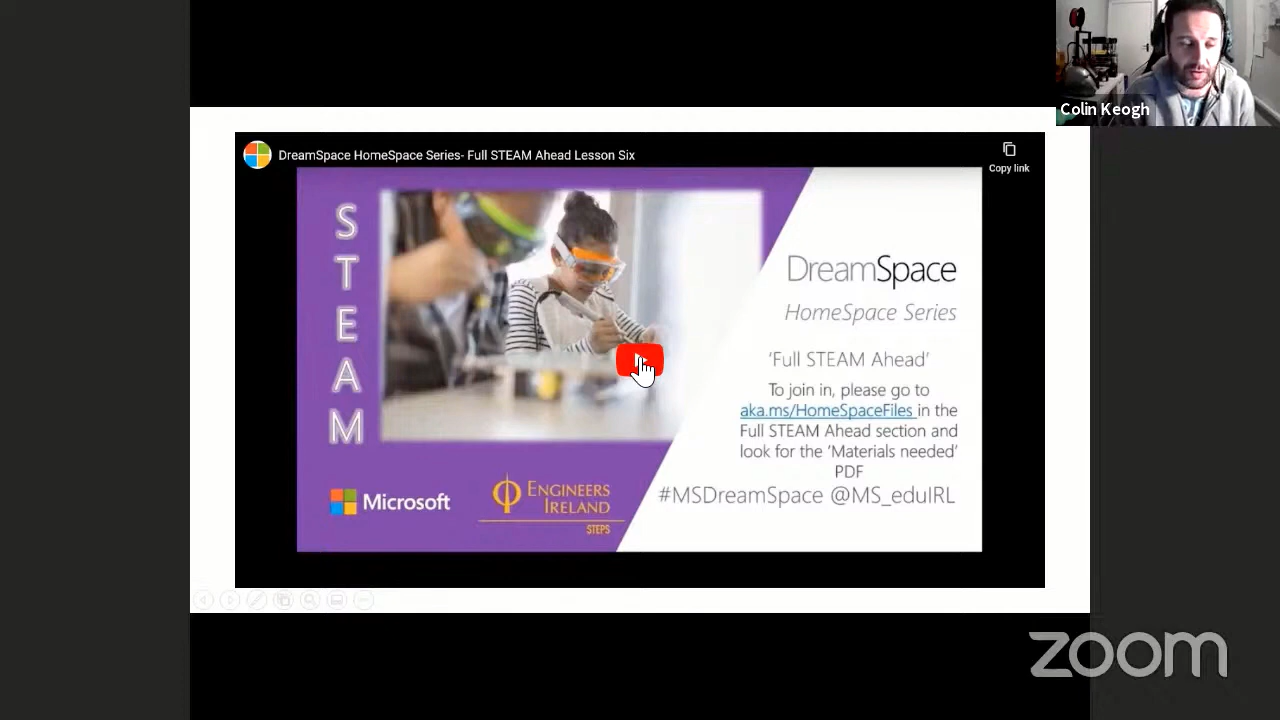 Colin Keogh
DreamSpace HomeSpace Series- Full STEAM Ahead Lesson Six
Copy link
S
T
E
A
M
DreamSpace
HomeSpace Series
'Full STEAM Ahead'
To join in, please go to
aka.ms/HomeSpaceFiles in the
Full STEAM Ahead section and
look for the 'Materials needed'
PDF
#MSDreamSpace @MS_eduIRL
Microsoft
ENGINEERS
IRELAND
STEPS
zoom